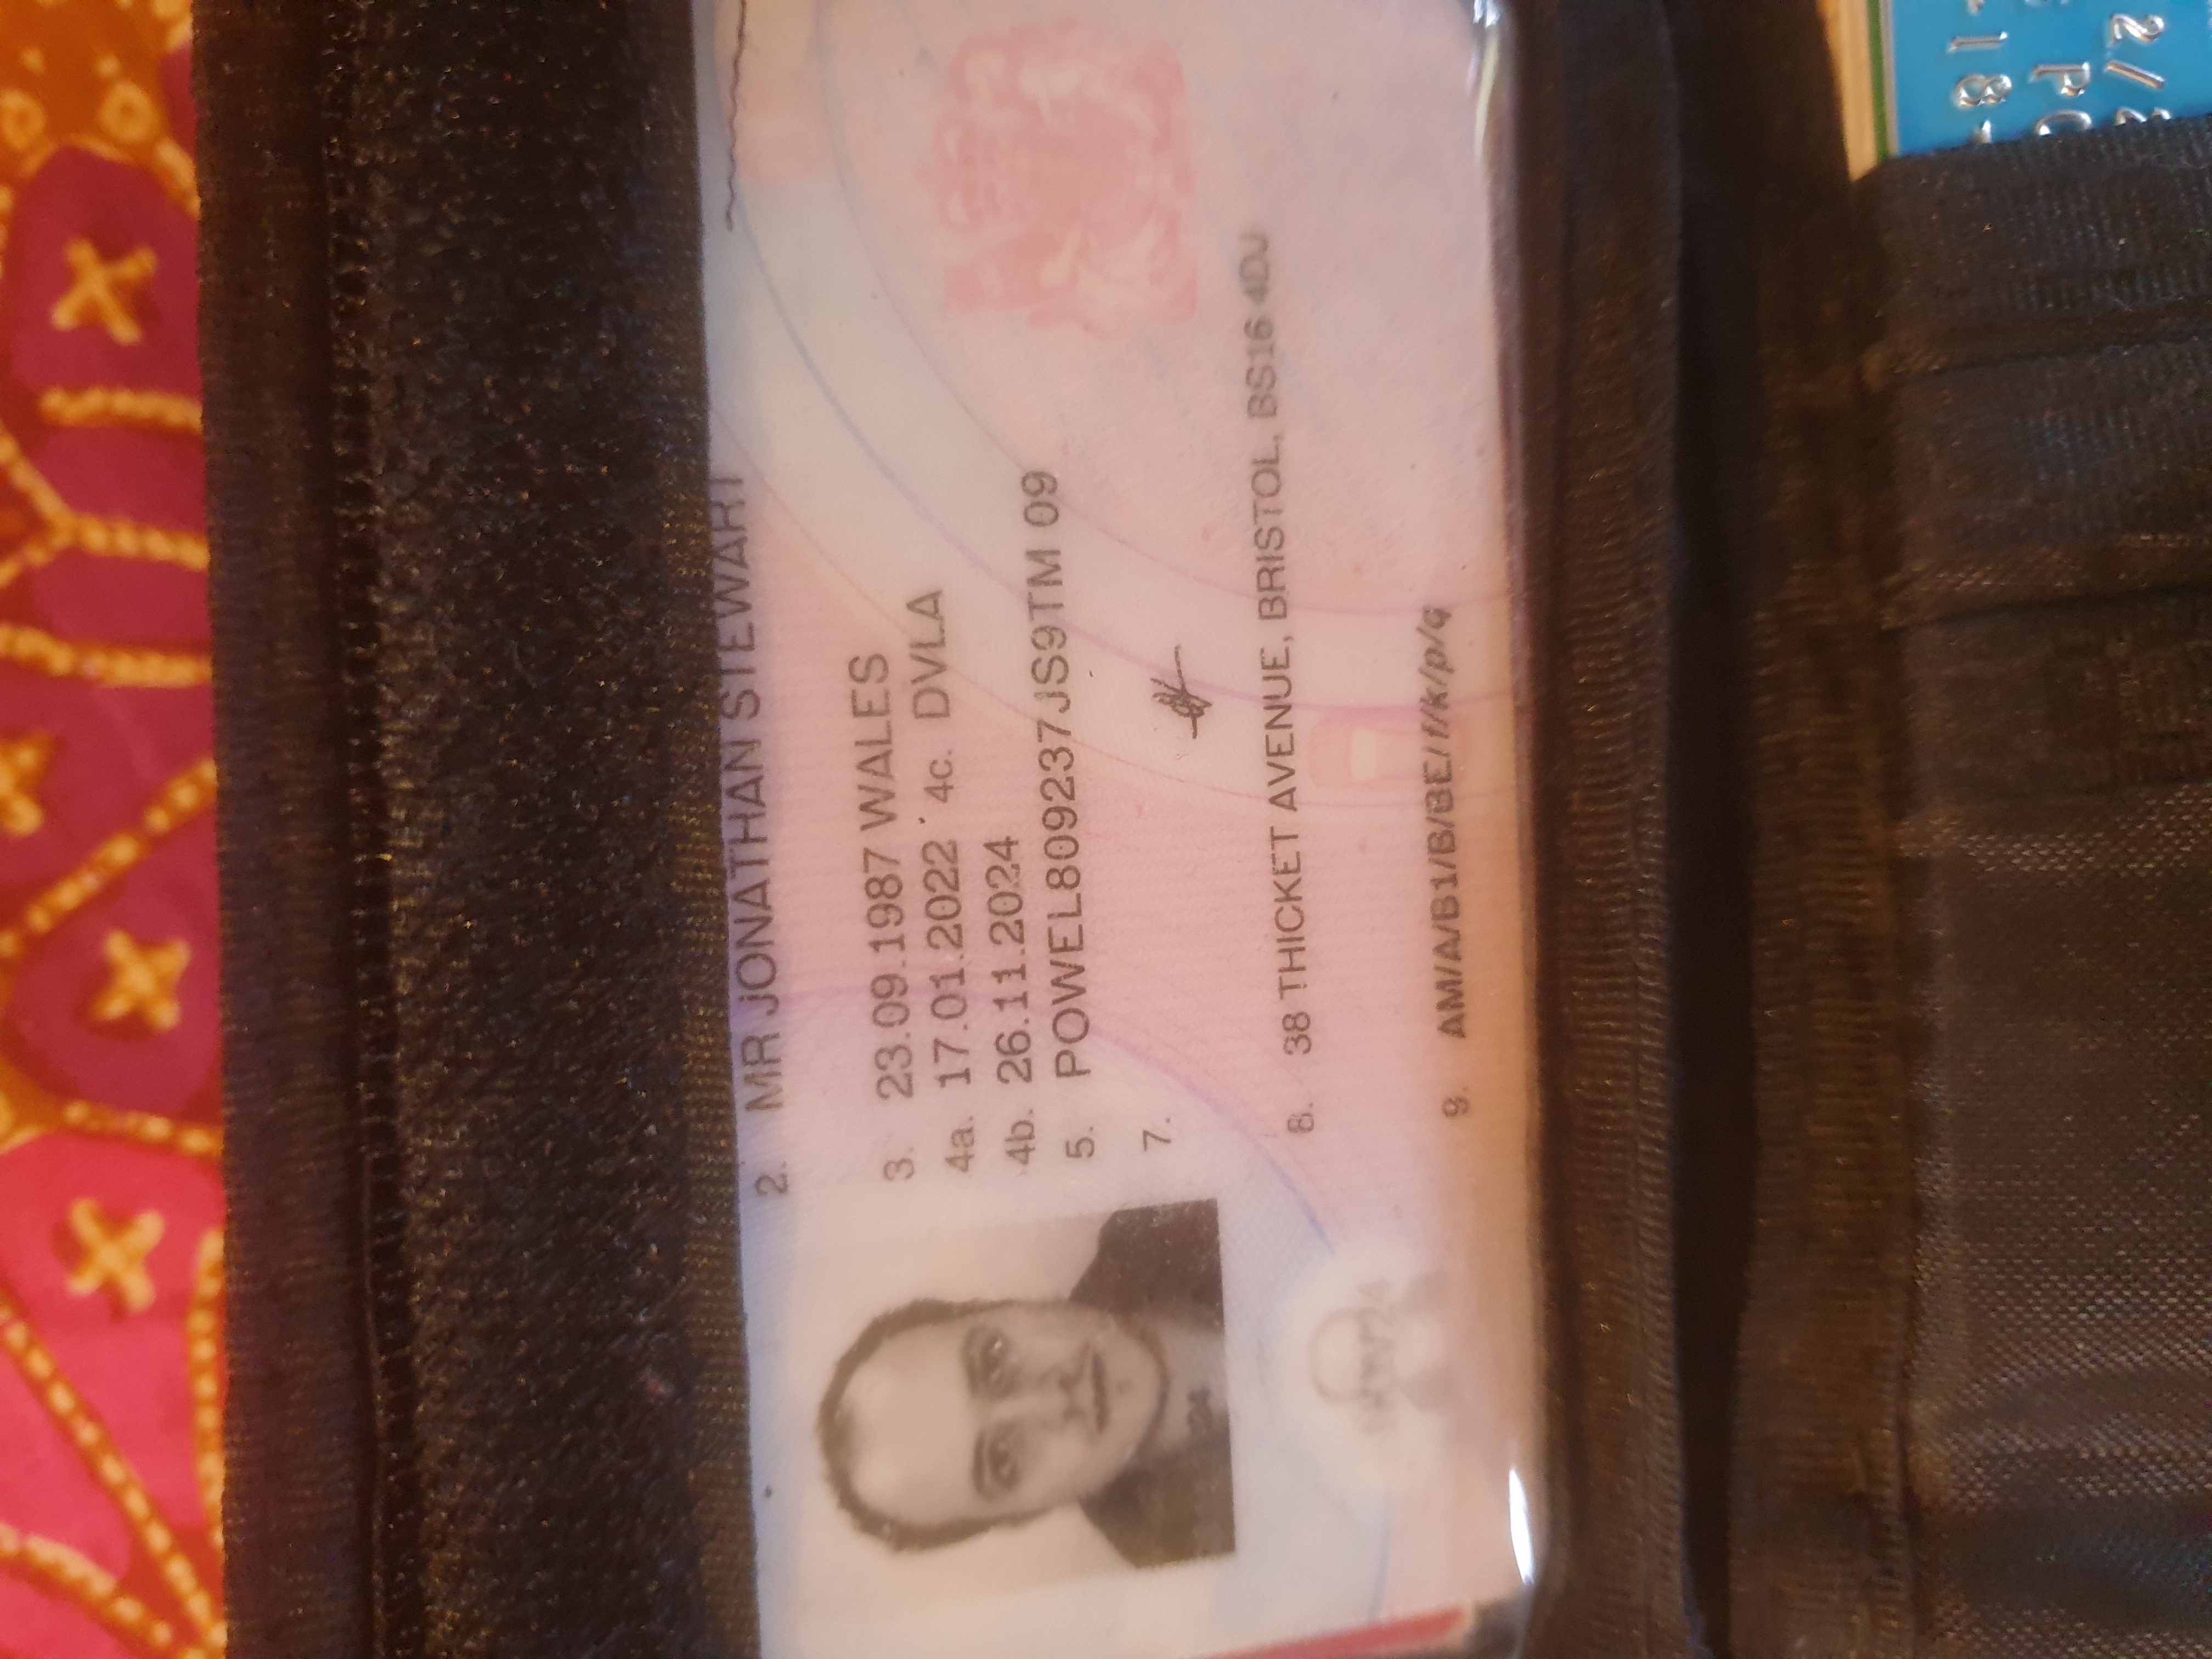 2. MR JONATHAN STEWART
3. 23.09.1987 WALES
4a. 17.01.2022 4c. DVLA
4b. 26.11.2024
5. POWEL809237JS9TM 09
7.
8. 38 THICKET AVENUE, BRISTOL, BS16 4DJ
9. AM/A/B1/B/BE/f/k/p/q